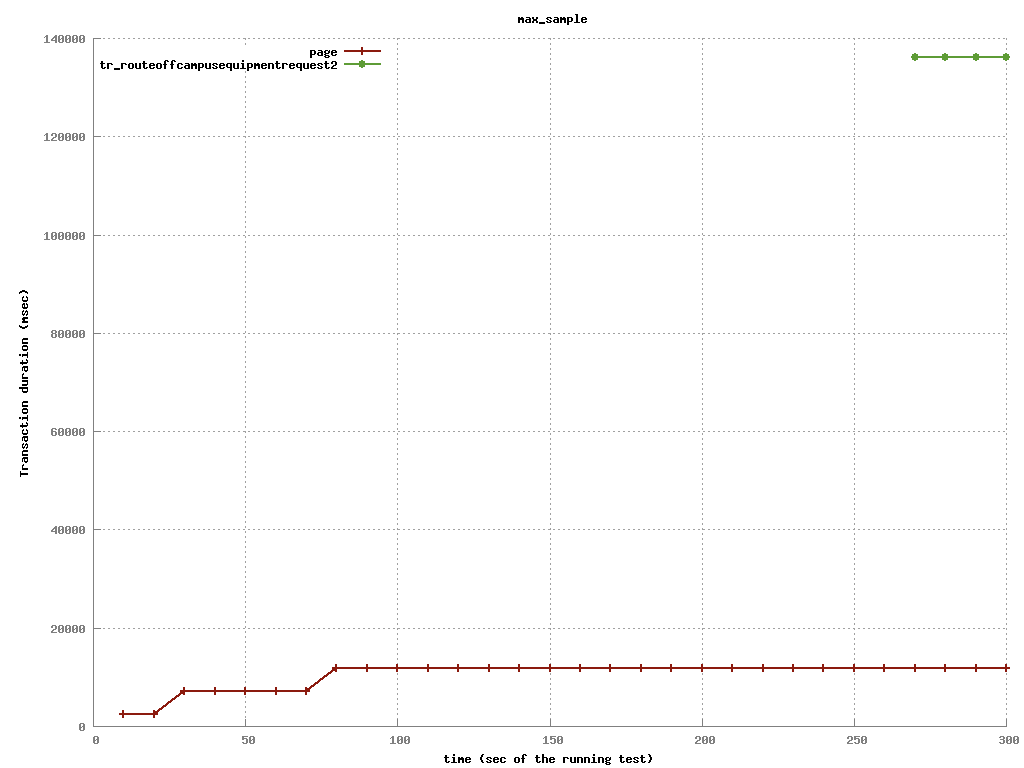 max_sample
140000
page
tr_routeoffcampusequipmentrequest2
120000
100000
80000
60000
40000
20000
0
Transaction duration (msec)
0 50 100 150 200 250 300
time (sec of the running test)